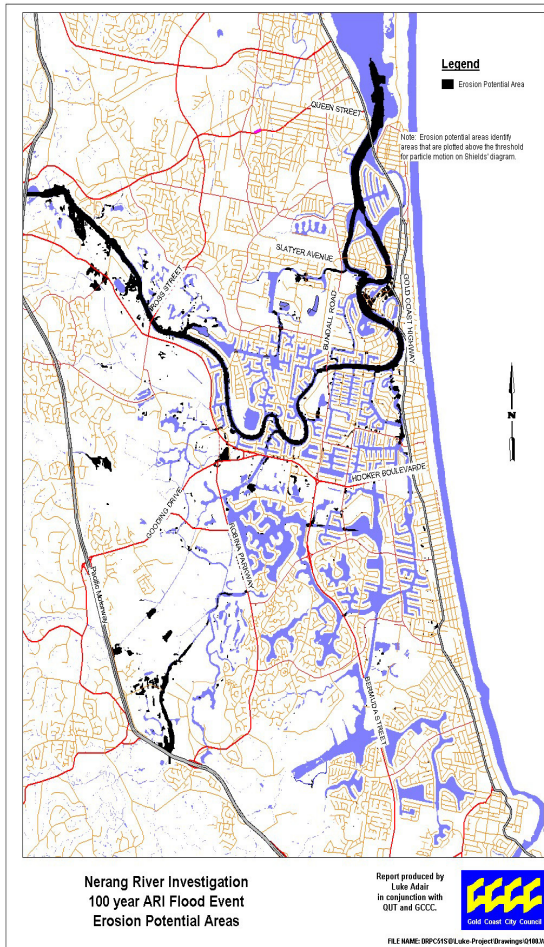 Legend
Erosion Potential Area
Note: Erosion potential areas identify
areas that are plotted above the threshold
for particle motion on Shields' diagram.
QUEEN STREET
SLATYER AVENUE
ROSS STREET
BUNDALL ROAD
GOLD COAST HIGHWAY
N
HOOKER BOULEVARDE
GOODING DRIVE
ROBINA PARKWAY
Pacific Motorway
BERMUDA STREET
Nerang River Investigation
100 year ARI Flood Event
Erosion Potential Areas
Report produced by
Luke Adair
in conjunction with
QUT and GCCC.
Gold Coast City Council
FILE NAME: